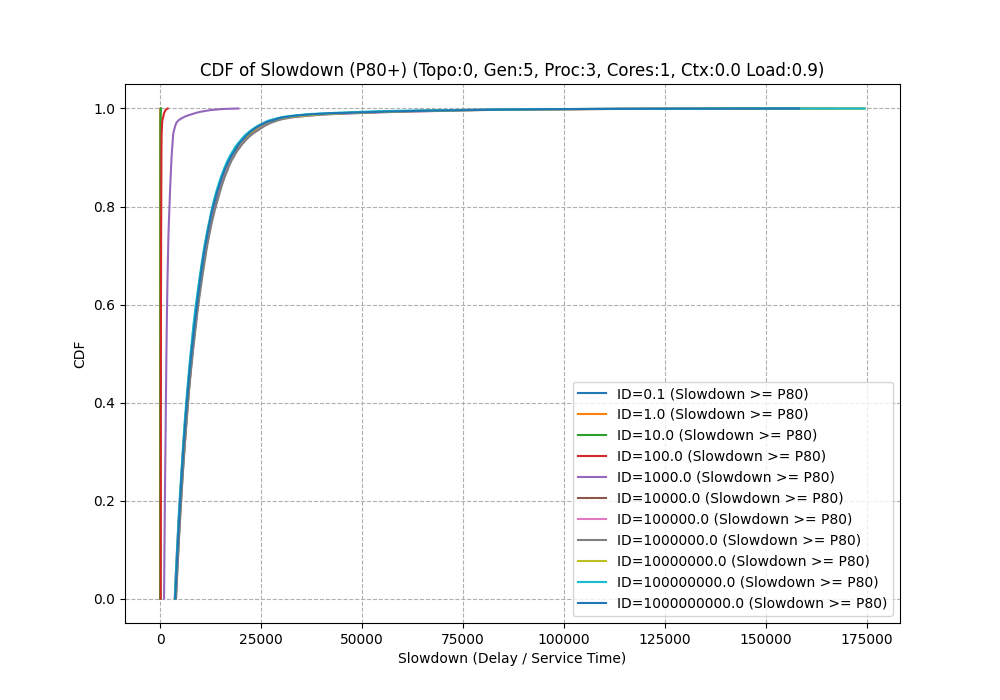 CDF of Slowdown (P80+) (Topo:0, Gen:5, Proc:3, Cores:1, Ctx:0.0 Load:0.9)
CDF
1.0
0.8
0.6
0.4
0.2
0.0
ID=0.1 (Slowdown >= P80)
ID=1.0 (Slowdown >= P80)
ID=10.0 (Slowdown >= P80)
ID=100.0 (Slowdown >= P80)
ID=1000.0 (Slowdown >= P80)
ID=10000.0 (Slowdown >= P80)
ID=100000.0 (Slowdown >= P80)
ID=1000000.0 (Slowdown >= P80)
ID=10000000.0 (Slowdown >= P80)
ID=100000000.0 (Slowdown >= P80)
ID=1000000000.0 (Slowdown >= P80)
0 25000 50000 75000 100000 125000 150000 175000
Slowdown (Delay / Service Time)